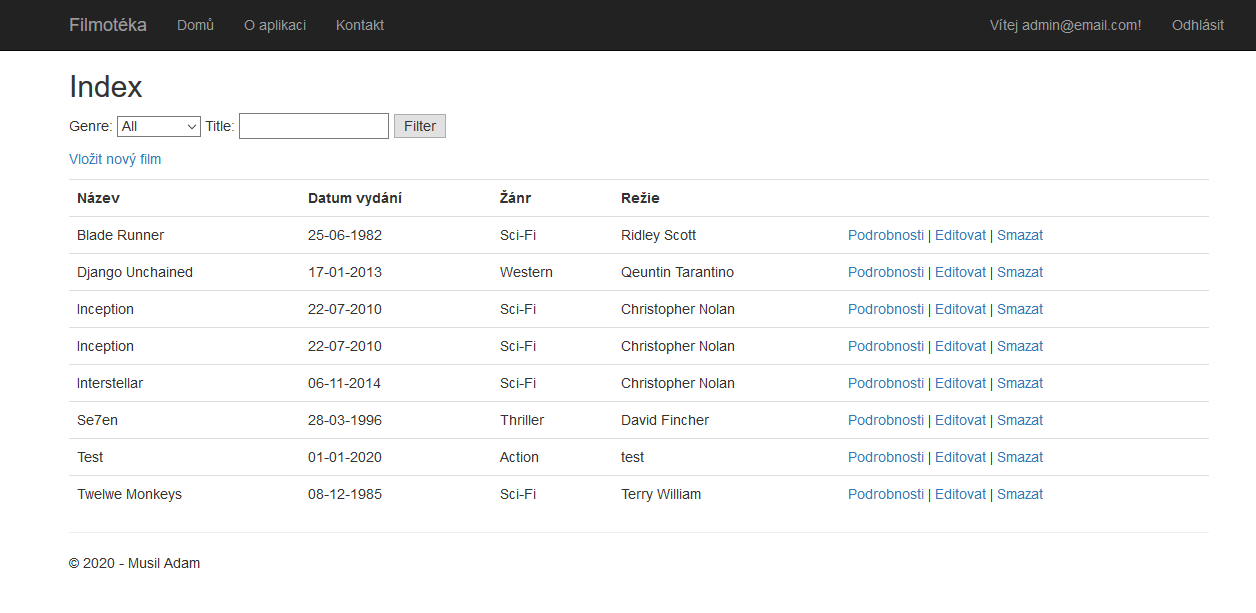 Filmotéka Domů O aplikaci Kontakt Vítej admin@email.com! Odhlásit
Index
Genre: All Title: Filter
Vložit nový film
Název Datum vydání Žánr Režie
Blade Runner 25-06-1982 Sci-Fi Ridley Scott Podrobnosti | Editovat | Smazat
Django Unchained 17-01-2013 Western Qeuntin Tarantino Podrobnosti | Editovat | Smazat
Inception 22-07-2010 Sci-Fi Christopher Nolan Podrobnosti | Editovat | Smazat
Inception 22-07-2010 Sci-Fi Christopher Nolan Podrobnosti | Editovat | Smazat
Interstellar 06-11-2014 Sci-Fi Christopher Nolan Podrobnosti | Editovat | Smazat
Se7en 28-03-1996 Thriller David Fincher Podrobnosti | Editovat | Smazat
Test 01-01-2020 Action test Podrobnosti | Editovat | Smazat
Twelwe Monkeys 08-12-1985 Sci-Fi Terry William Podrobnosti | Editovat | Smazat
© 2020 - Musil Adam